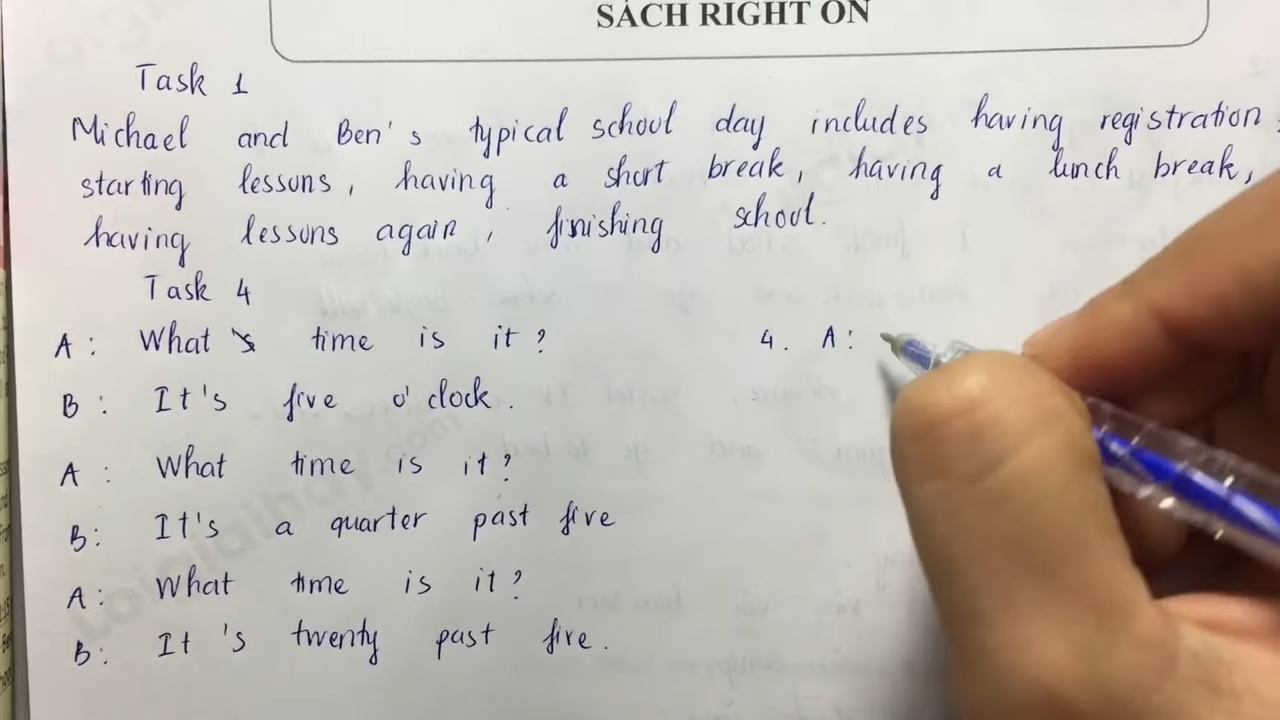 SÁCH RIGHT ON
Task 1
Michael and Ben's typical school day includes having registration,
starting lessons, having a short break, having a lunch break,
having lessons again, finishing school.
Task 4
A: What time is it?
B: It's five o'clock.
A: What time is it?
B: It's a quarter past five
A: What time is it?
B: It's twenty past five.
4. A:
Loigiaihay.com